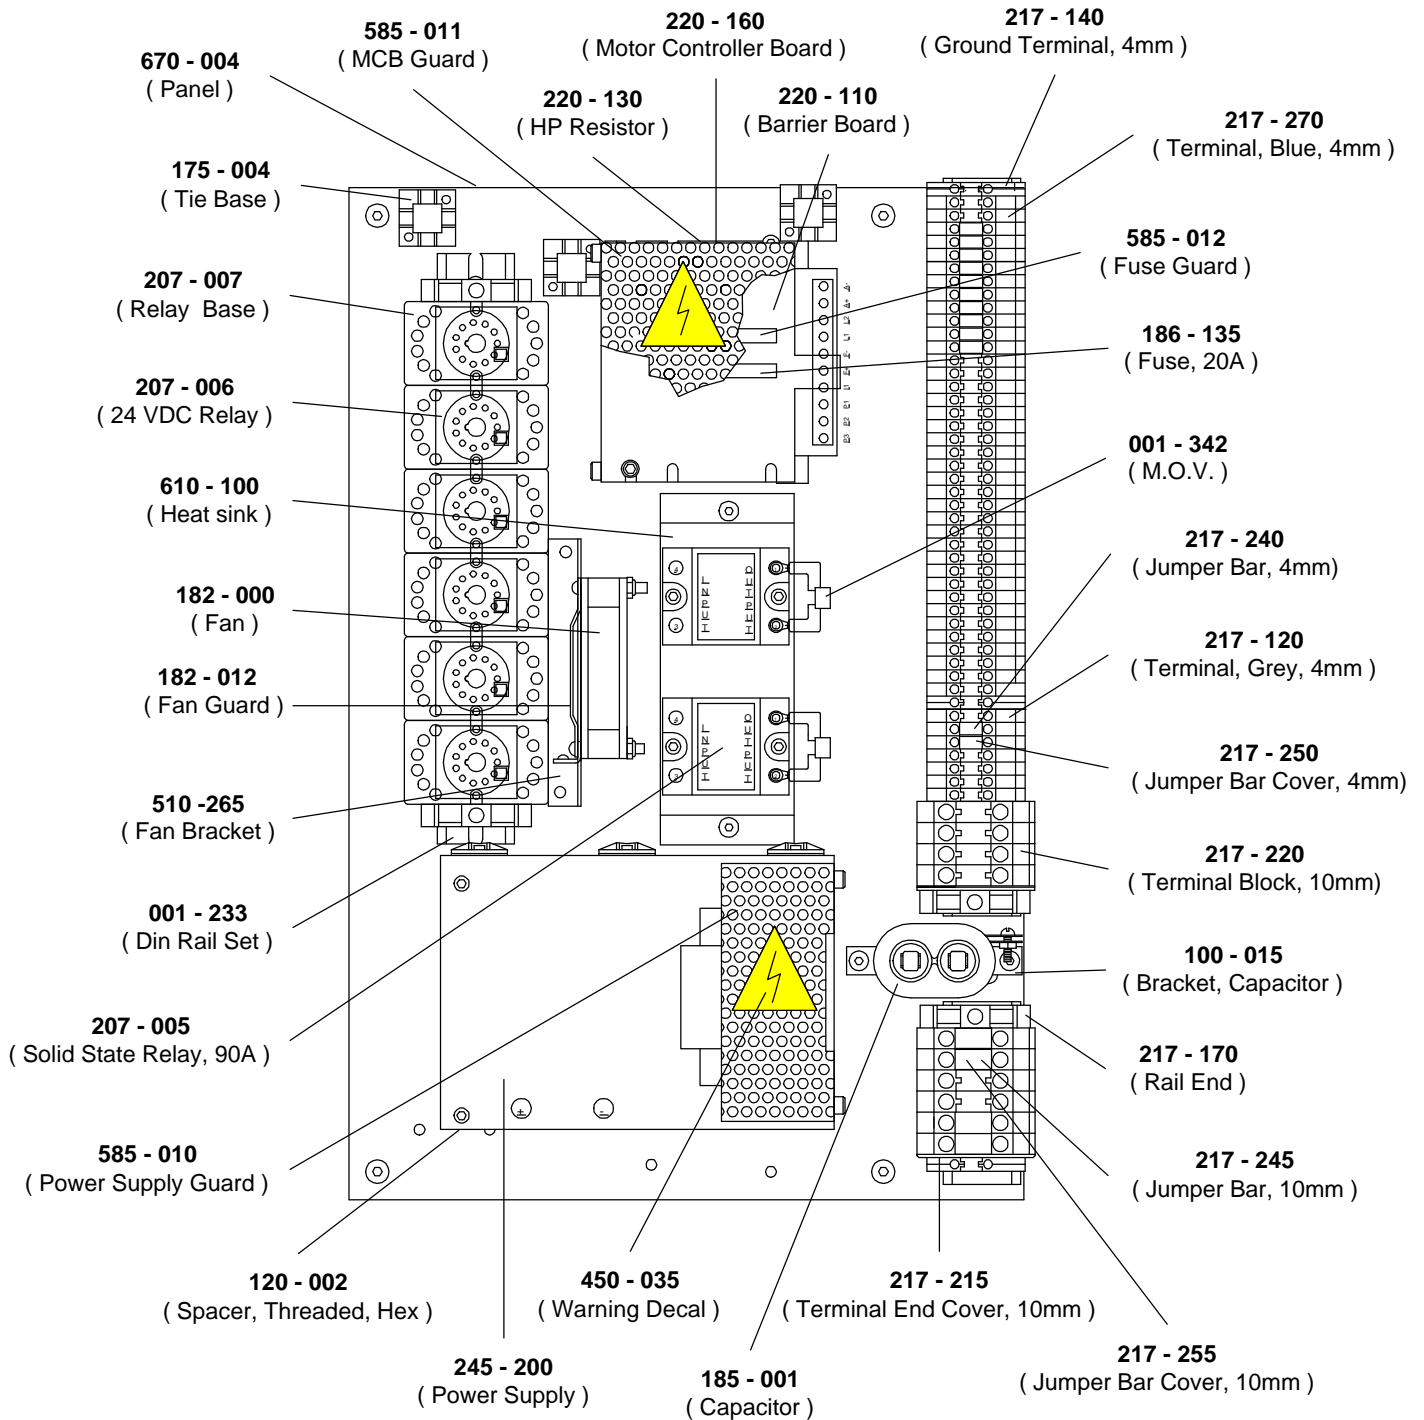 585 - 011
( MCB Guard )
220 - 160
( Motor Controller Board )
217 - 140
( Ground Terminal, 4mm )
670 - 004
( Panel )
220 - 130
( HP Resistor )
220 - 110
( Barrier Board )
217 - 270
( Terminal, Blue, 4mm )
175 - 004
( Tie Base )
585 - 012
( Fuse Guard )
207 - 007
( Relay Base )
186 - 135
( Fuse, 20A )
207 - 006
( 24 VDC Relay )
001 - 342
( M.O.V. )
610 - 100
( Heat sink )
217 - 240
( Jumper Bar, 4mm)
182 - 000
( Fan )
217 - 120
( Terminal, Grey, 4mm )
182 - 012
( Fan Guard )
217 - 250
( Jumper Bar Cover, 4mm)
510 -265
( Fan Bracket )
217 - 220
( Terminal Block, 10mm)
001 - 233
( Din Rail Set )
100 - 015
( Bracket, Capacitor )
207 - 005
( Solid State Relay, 90A )
217 - 170
( Rail End )
585 - 010
( Power Supply Guard )
217 - 245
( Jumper Bar, 10mm )
120 - 002
( Spacer, Threaded, Hex )
450 - 035
( Warning Decal )
217 - 215
( Terminal End Cover, 10mm )
245 - 200
( Power Supply )
185 - 001
( Capacitor )
217 - 255
( Jumper Bar Cover, 10mm )
INPUT
OUTPUT
INPUT
OUTPUT
+
-